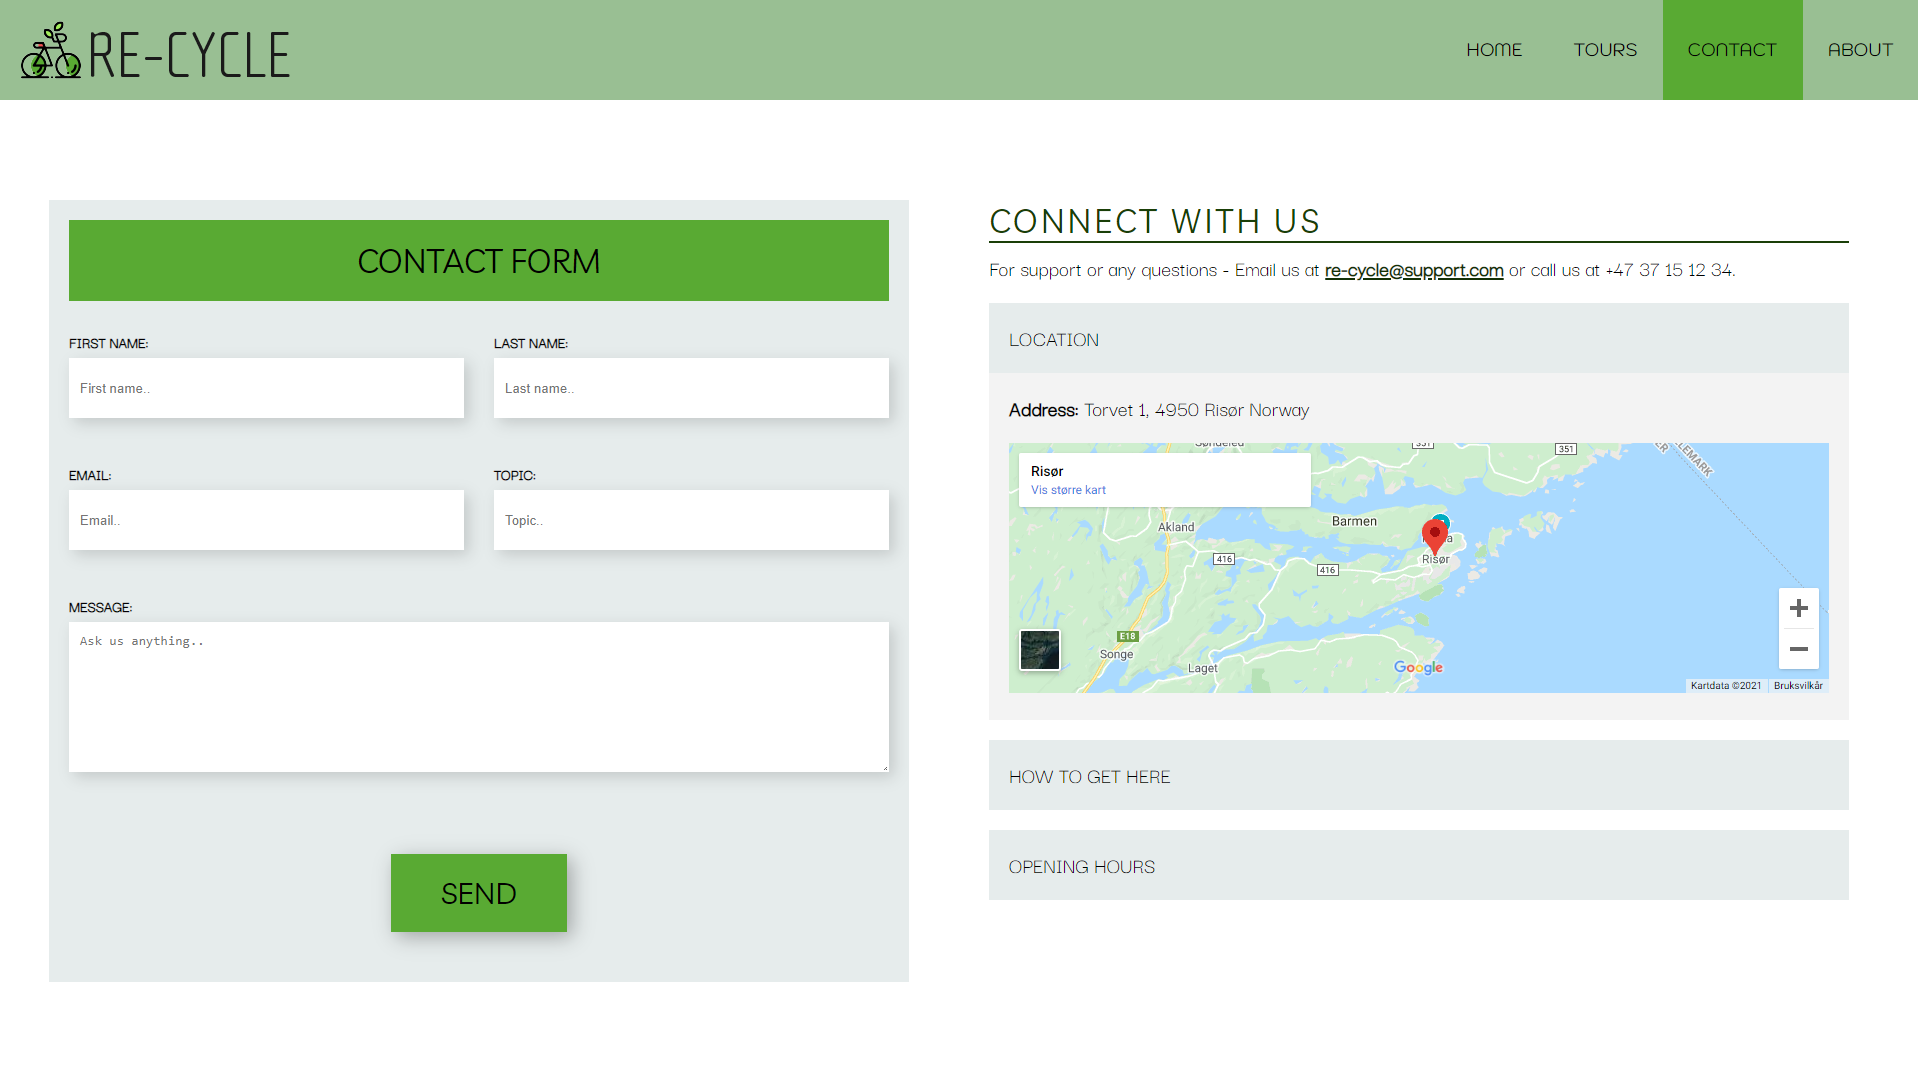 RE-CYCLE
HOME
TOURS
CONTACT
ABOUT
CONTACT FORM
FIRST NAME:
LAST NAME:
First name..
Last name..
EMAIL:
TOPIC:
Email..
Topic..
MESSAGE:
Ask us anything..
SEND
CONNECT WITH US
For support or any questions - Email us at re-cycle@support.com or call us at +47 37 15 12 34.
LOCATION
Address: Torvet 1, 4950 Risør Norway
Søndeled
351
351
Risør
Vis større kart
Akland
Barmen
Risør
416
416
E18
Songe
Laget
Google
Kartdata ©2021
Bruksvilkår
HOW TO GET HERE
OPENING HOURS